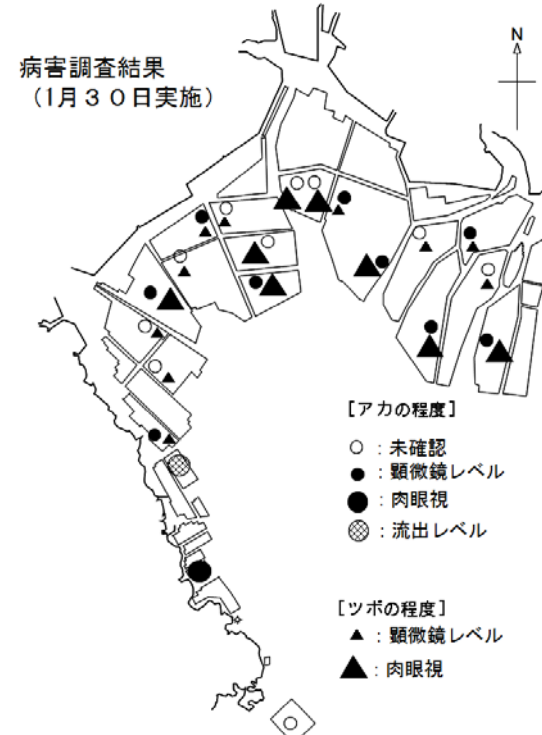 病害調査結果
（1月３０日実施）
N
［アカの程度］
○：未確認
●：顕微鏡レベル
●：肉眼視
：流出レベル
［ツボの程度］
▲：顕微鏡レベル
▲：肉眼視